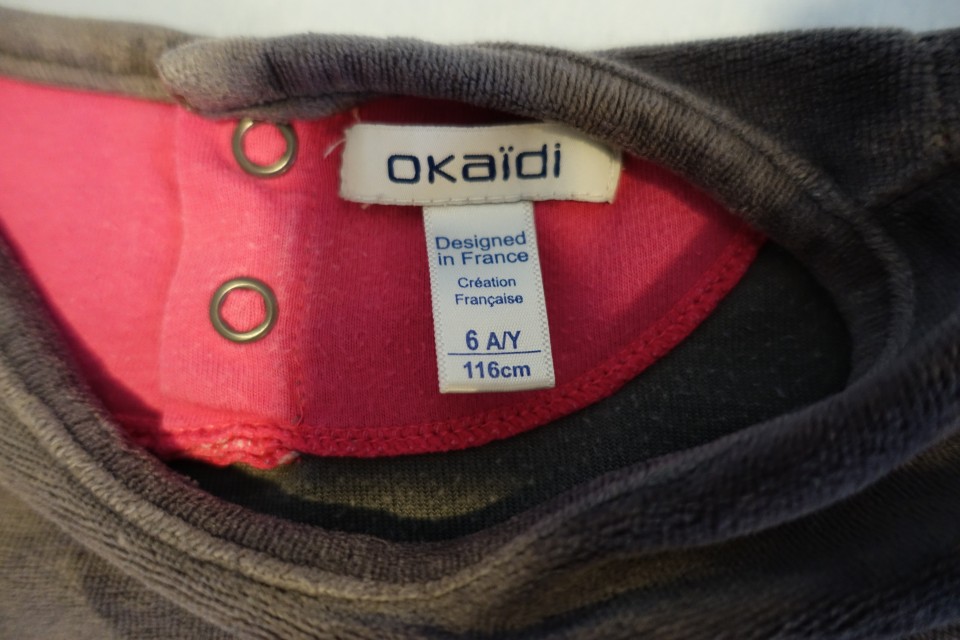 okaïdi
Designed
in France
Création
Française
6 A/Y
116cm